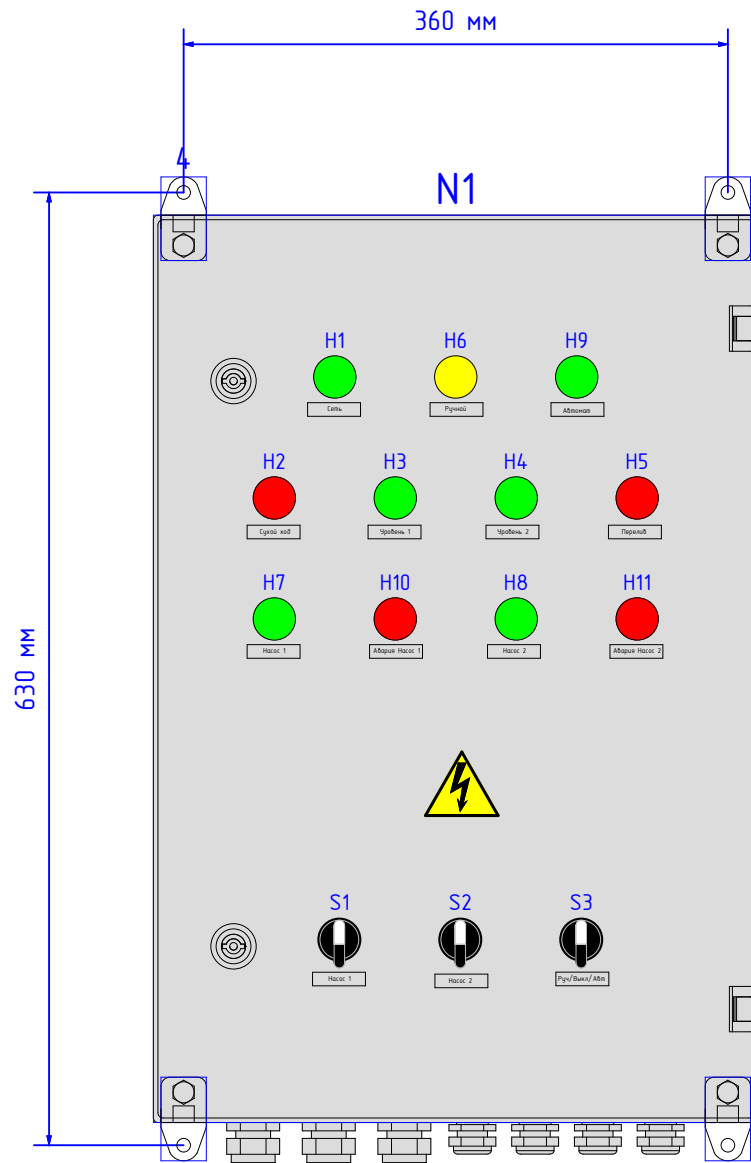 360 мм
4
N1
630 мм
H1
H6
H9
Сеть
Ручной
Автомат
H2
H3
H4
H5
Сухой ход
Уровень 1
Уровень 2
Перелив
H7
H10
H8
H11
Насос 1
Авария Насос 1
Насос 2
Авария Насос 2
S1
S2
S3
Насос 1
Насос 2
Руч/Выкл/Авт